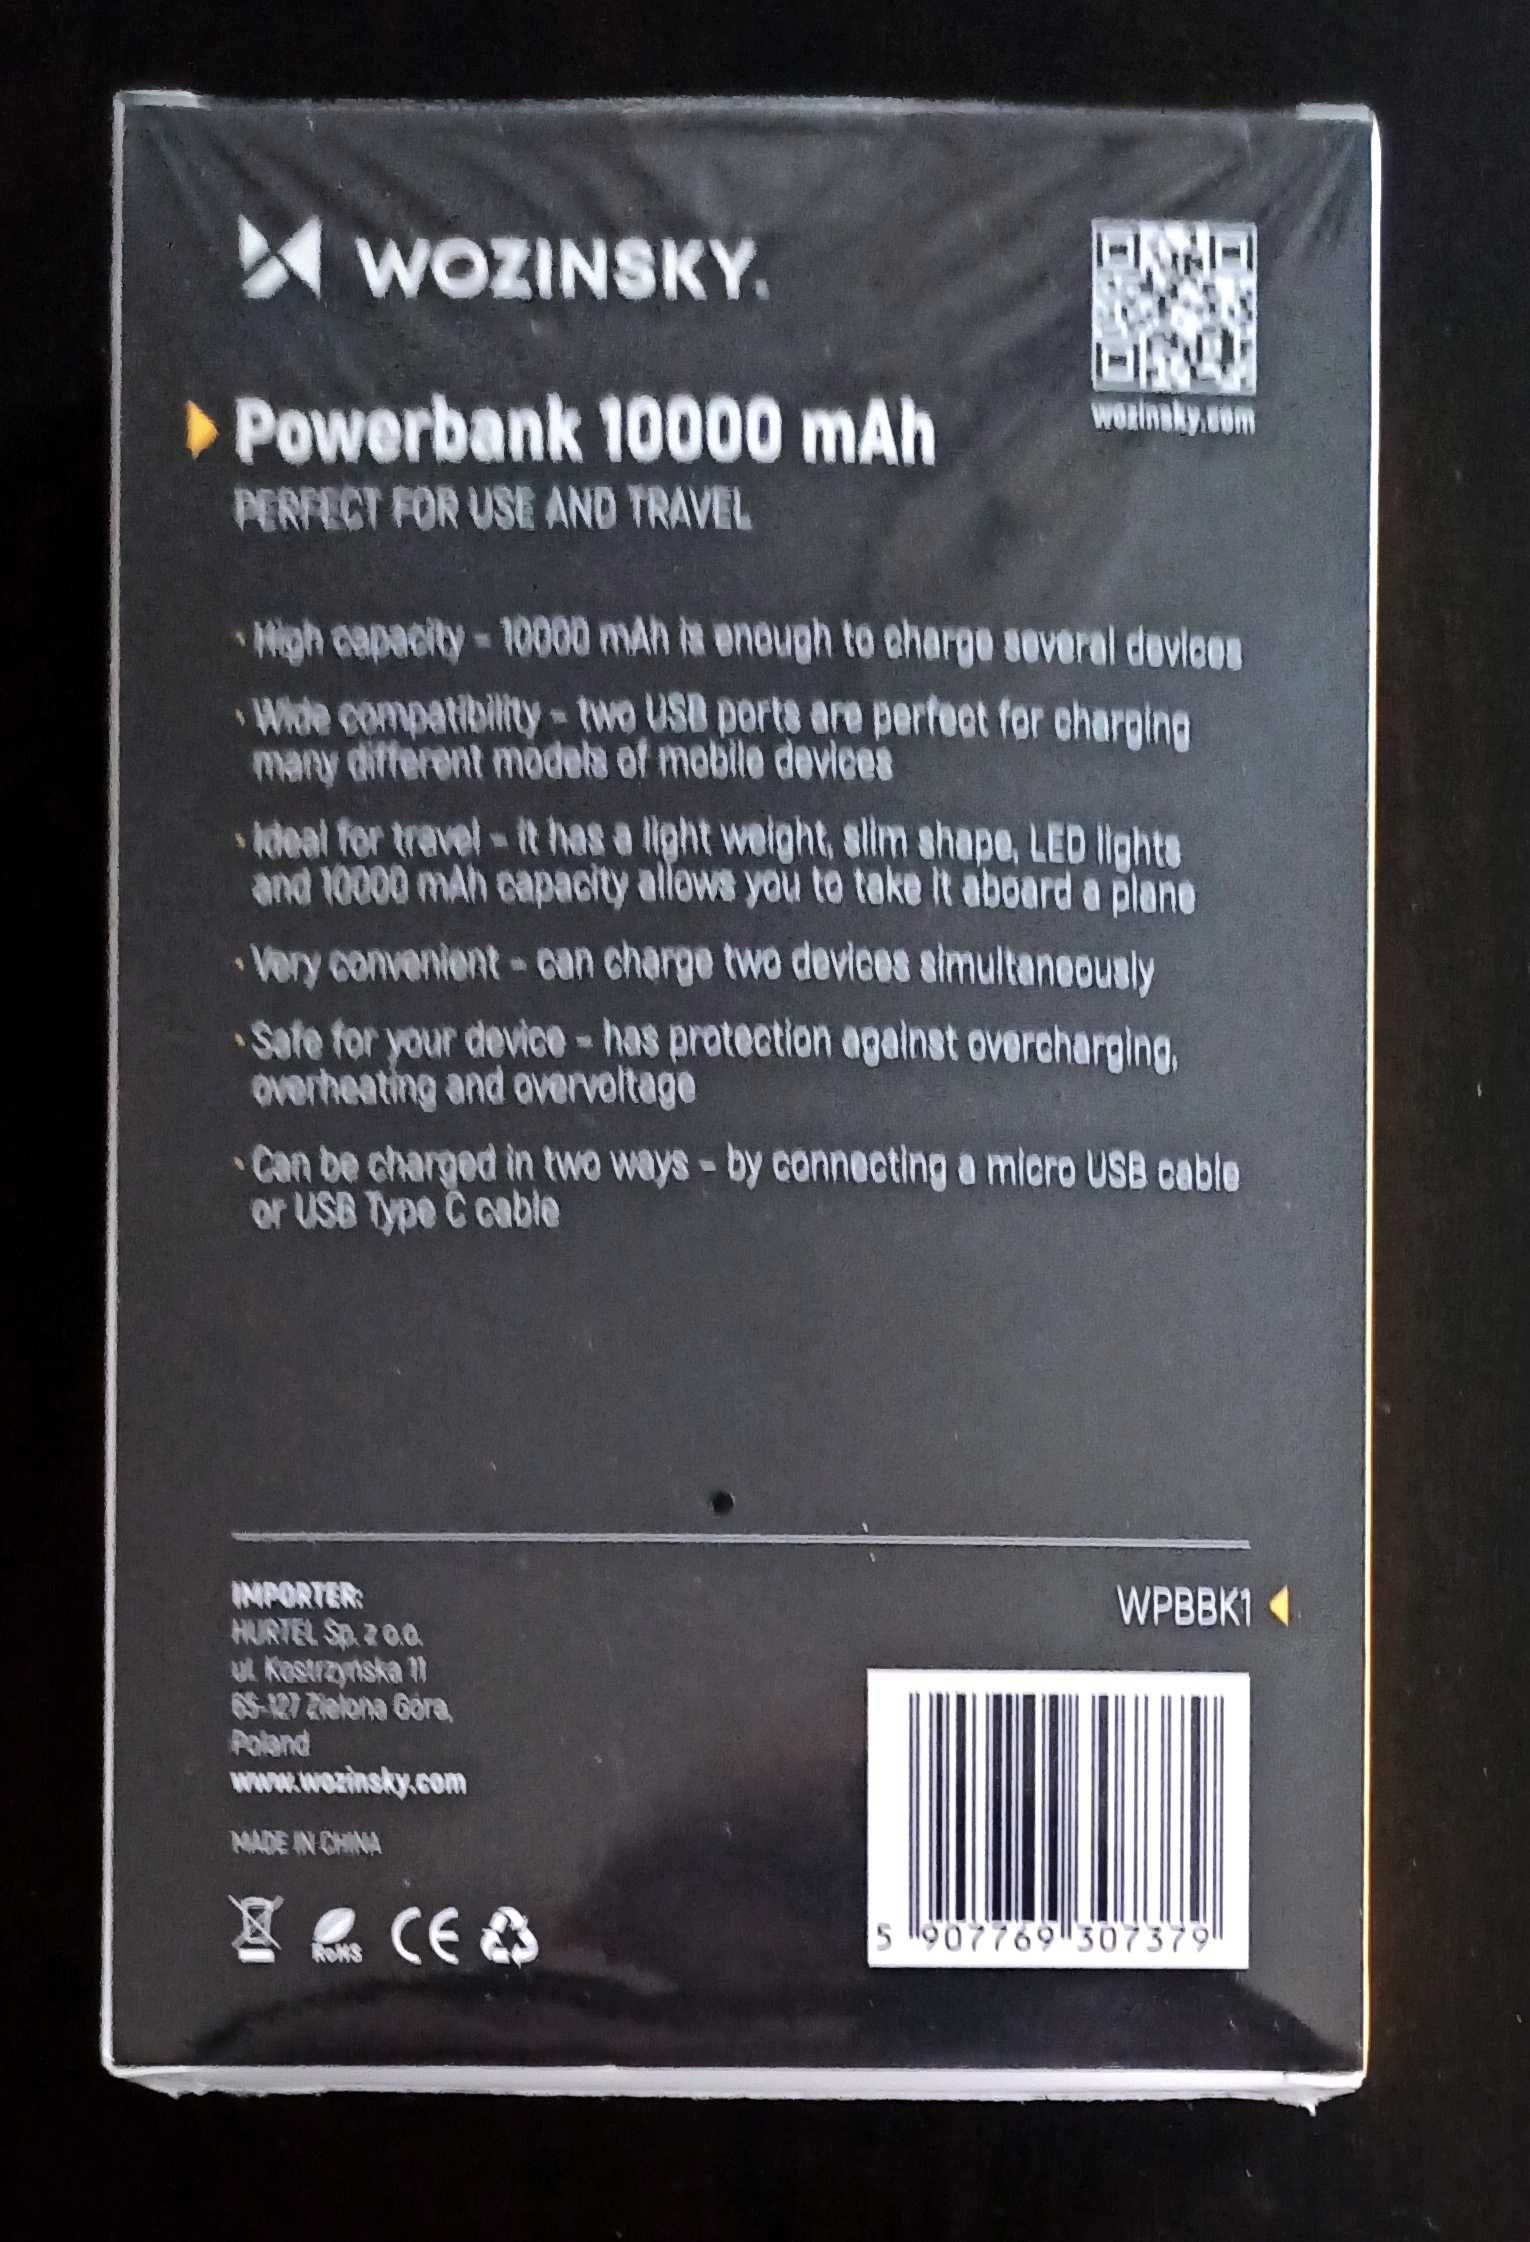 WOZINSKY.
wozinsky.com
Powerbank 10000 mAh
PERFECT FOR USE AND TRAVEL
• High capacity – 10000 mAh is enough to charge several devices
• Wide compatibility – two USB ports are perfect for charging
many different models of mobile devices
• Ideal for travel – it has a light weight, slim shape, LED lights
and 10000 mAh capacity allows you to take it aboard a plane
• Very convenient – can charge two devices simultaneously
• Safe for your device – has protection against overcharging,
overheating and overvoltage
• Can be charged in two ways – by connecting a micro USB cable
or USB Type C cable
IMPORTER:
HURTEL Sp. z o.o.
ul. Kostrzyńska 11
65-127 Zielona Góra,
Poland
www.wozinsky.com
MADE IN CHINA
RoHS
CE
WPBBK1
5 907769 307379